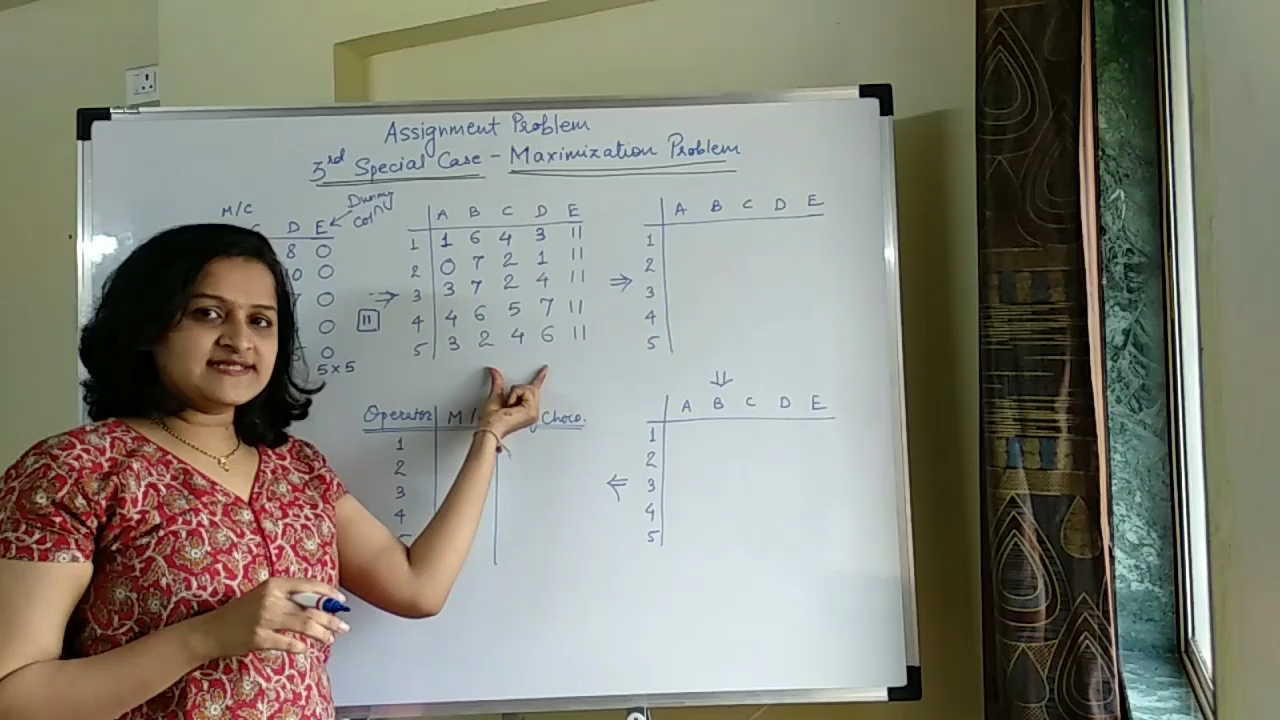 Assignment Problem
3rd Special Case - Maximization Problem
M/C
Dummy
Coln
D E
8 0
0 0
0
0
0
5 × 5
11
A B C D E
1 1 6 4 3 11
2 0 7 2 1 11
⇒ 3 3 7 2 4 11
4 4 6 5 7 11
5 3 2 4 6 11
⇒
A B C D E
1
2
3
4
5
⇓
A B C D E
1
2
3
4
5
⇐
Operator M/ Choco.
1
2
3
4